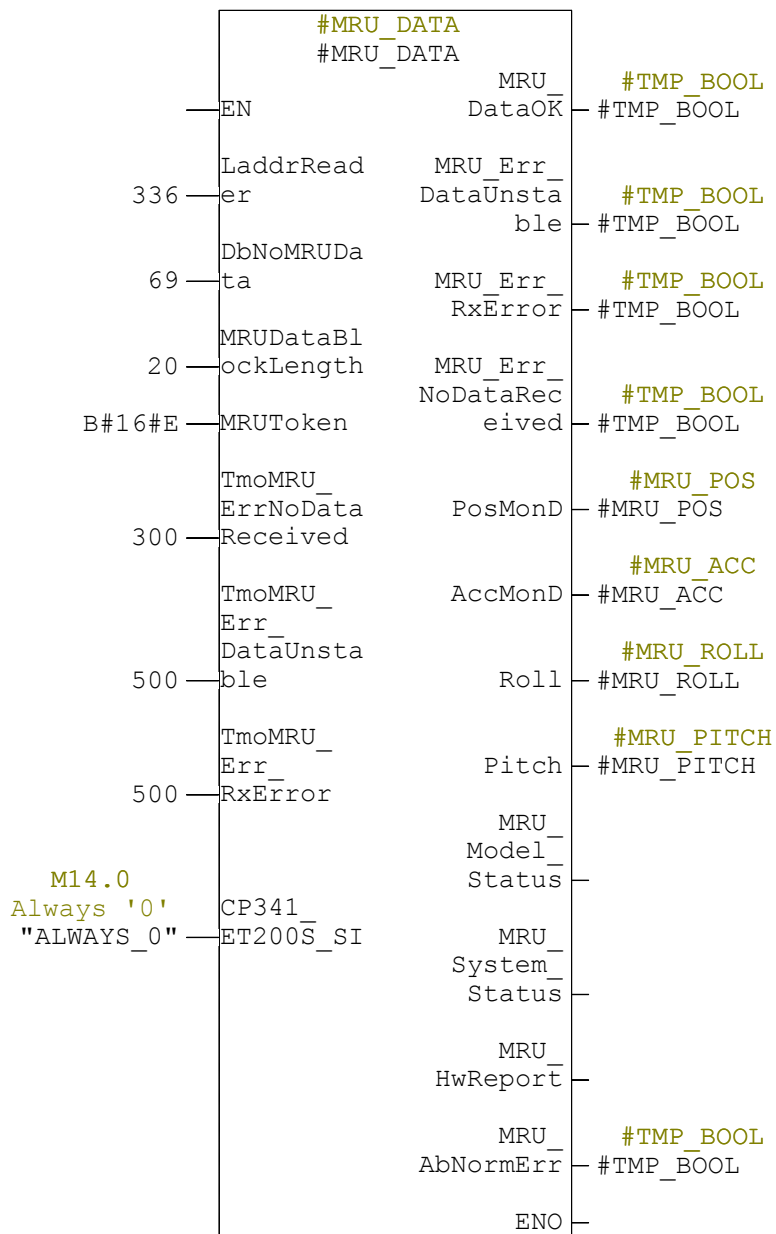 #MRU_DATA
#MRU_DATA
EN
MRU_
DataOK
#TMP_BOOL
#TMP_BOOL
336
LaddrRead
er
MRU_Err_
DataUnsta
ble
#TMP_BOOL
#TMP_BOOL
69
DbNoMRUDa
ta
MRU_Err_
RxError
#TMP_BOOL
#TMP_BOOL
20
MRUDataBl
ockLength
MRU_Err_
NoDataRec
eived
#TMP_BOOL
#TMP_BOOL
B#16#E
MRUToken
300
TmoMRU_
ErrNoData
Received
PosMonD
#MRU_POS
#MRU_POS
AccMonD
#MRU_ACC
#MRU_ACC
500
TmoMRU_
Err_
DataUnsta
ble
Roll
#MRU_ROLL
#MRU_ROLL
500
TmoMRU_
Err_
RxError
Pitch
#MRU_PITCH
#MRU_PITCH
MRU_
Model_
Status
M14.0
Always '0'
"ALWAYS_0"
CP341_
ET200S_SI
MRU_
System_
Status
MRU_
HwReport
MRU_
AbNormErr
#TMP_BOOL
#TMP_BOOL
ENO